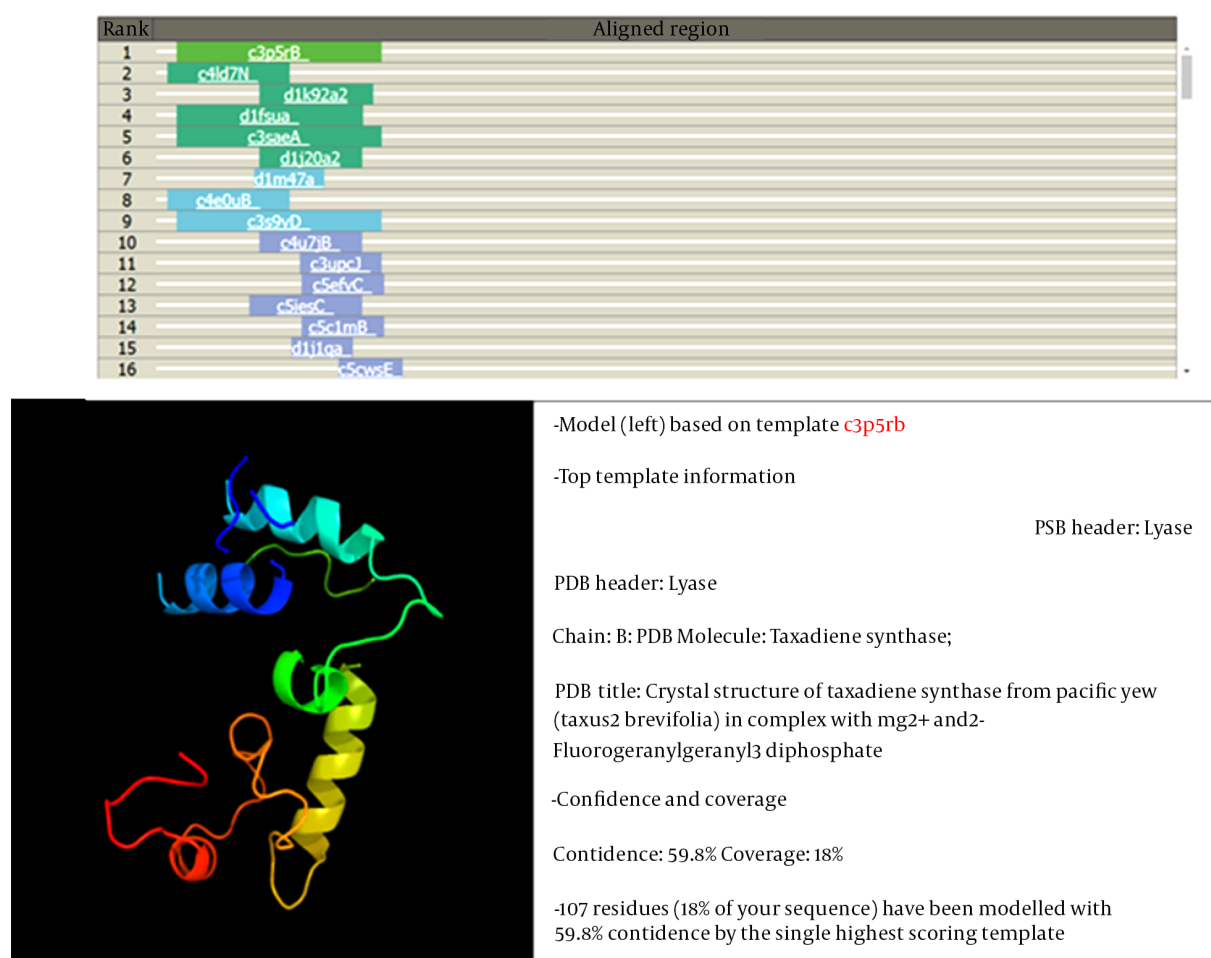 Rank Aligned region
1 c3p5rB_
2 c4ld7N_
3 d1k92a2
4 d1fsua_
5 c3saeA_
6 d1j20a2
7 d1m47a_
8 c4e0uB_
9 c3s9vD_
10 c4u7jB_
11 c3upcJ_
12 c5efvC_
13 c5iesC_
14 c5c1mB_
15 d1j1qa_
16 c5cwsE_
-Model (left) based on template c3p5rb
-Top template information
PSB header: Lyase
PDB header: Lyase
Chain: B: PDB Molecule: Taxadiene synthase;
PDB title: Crystal structure of taxadiene synthase from pacific yew
(taxus2 brevifolia) in complex with mg2+ and2-
Fluorogeranylgeranyl3 diphosphate
-Confidence and coverage
Contidence: 59.8% Coverage: 18%
-107 residues (18% of your sequence) have been modelled with
59.8% contidence by the single highest scoring template